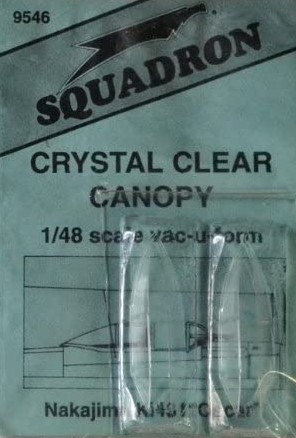 9546
SQUADRON
CRYSTAL CLEAR
CANOPY
1/48 scale vac-u-form
Nakajima